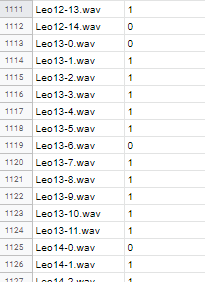 1111 Leo12-13.wav 1
1112 Leo12-14.wav 0
1113 Leo13-0.wav 0
1114 Leo13-1.wav 1
1115 Leo13-2.wav 1
1116 Leo13-3.wav 1
1117 Leo13-4.wav 1
1118 Leo13-5.wav 1
1119 Leo13-6.wav 0
1120 Leo13-7.wav 1
1121 Leo13-8.wav 1
1122 Leo13-9.wav 1
1123 Leo13-10.wav 1
1124 Leo13-11.wav 1
1125 Leo14-0.wav 0
1126 Leo14-1.wav 1
1127 Leo14-2.wav 1